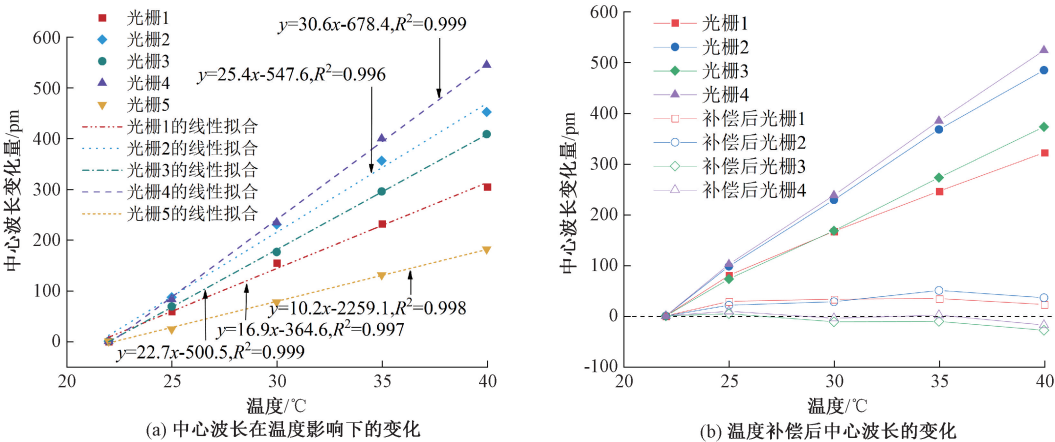 光栅1
光栅2
光栅3
光栅4
光栅5
光栅1的线性拟合
光栅2的线性拟合
光栅3的线性拟合
光栅4的线性拟合
光栅5的线性拟合
y=30.6x-678.4,R²=0.999
y=25.4x-547.6,R²=0.996
y=10.2x-2259.1,R²=0.998
y=16.9x-364.6,R²=0.997
y=22.7x-500.5,R²=0.999
中心波长变化量/pm
600
500
400
300
200
100
0
20
25
30
35
40
温度/℃
(a) 中心波长在温度影响下的变化
光栅1
光栅2
光栅3
光栅4
补偿后光栅1
补偿后光栅2
补偿后光栅3
补偿后光栅4
中心波长变化量/pm
600
500
400
300
200
100
0
-100
20
25
30
35
40
温度/℃
(b) 温度补偿后中心波长的变化